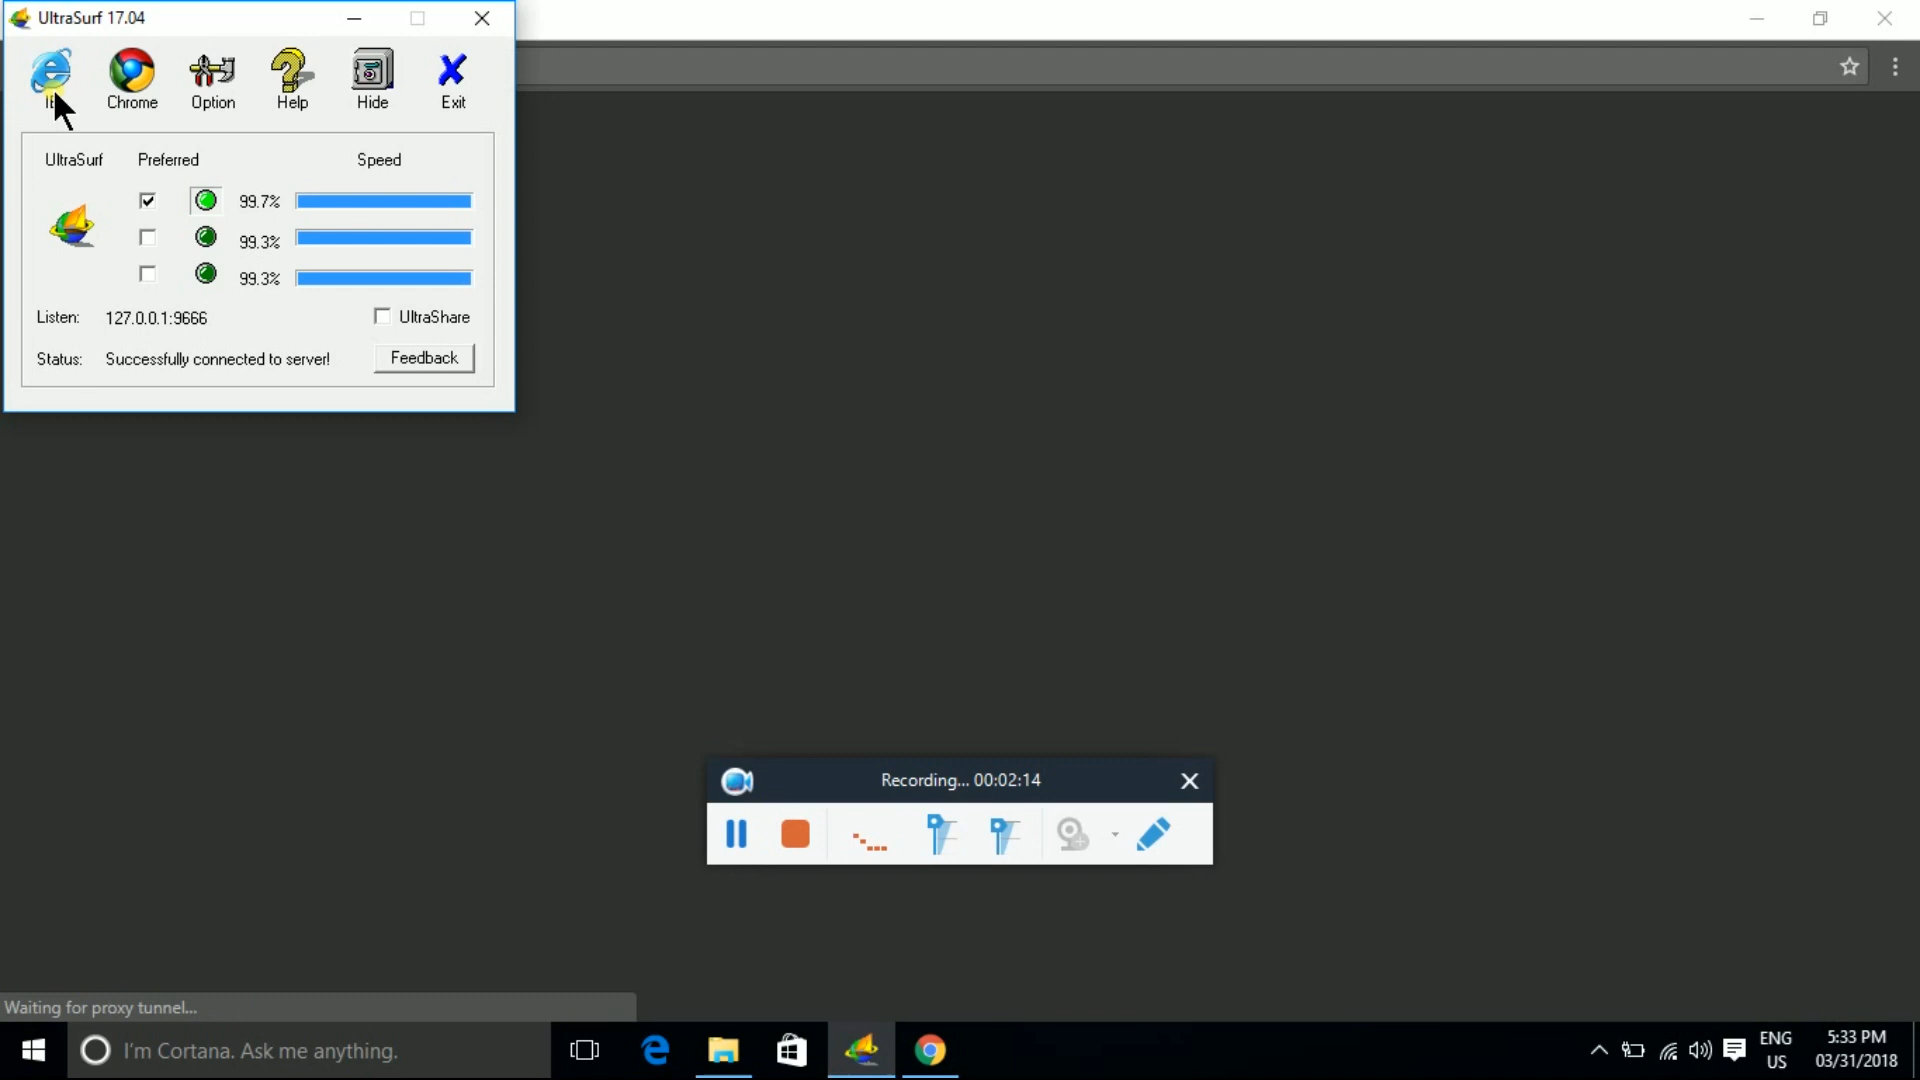 UltraSurf 17.04
IE Chrome Option Help Hide Exit
UltraSurf Preferred Speed
99.7%
99.3%
99.3%
Listen: 127.0.0.1:9666 UltraShare
Status: Successfully connected to server! Feedback
Recording... 00:02:14
Waiting for proxy tunnel...
I'm Cortana. Ask me anything.
ENG 5:33 PM
US 03/31/2018